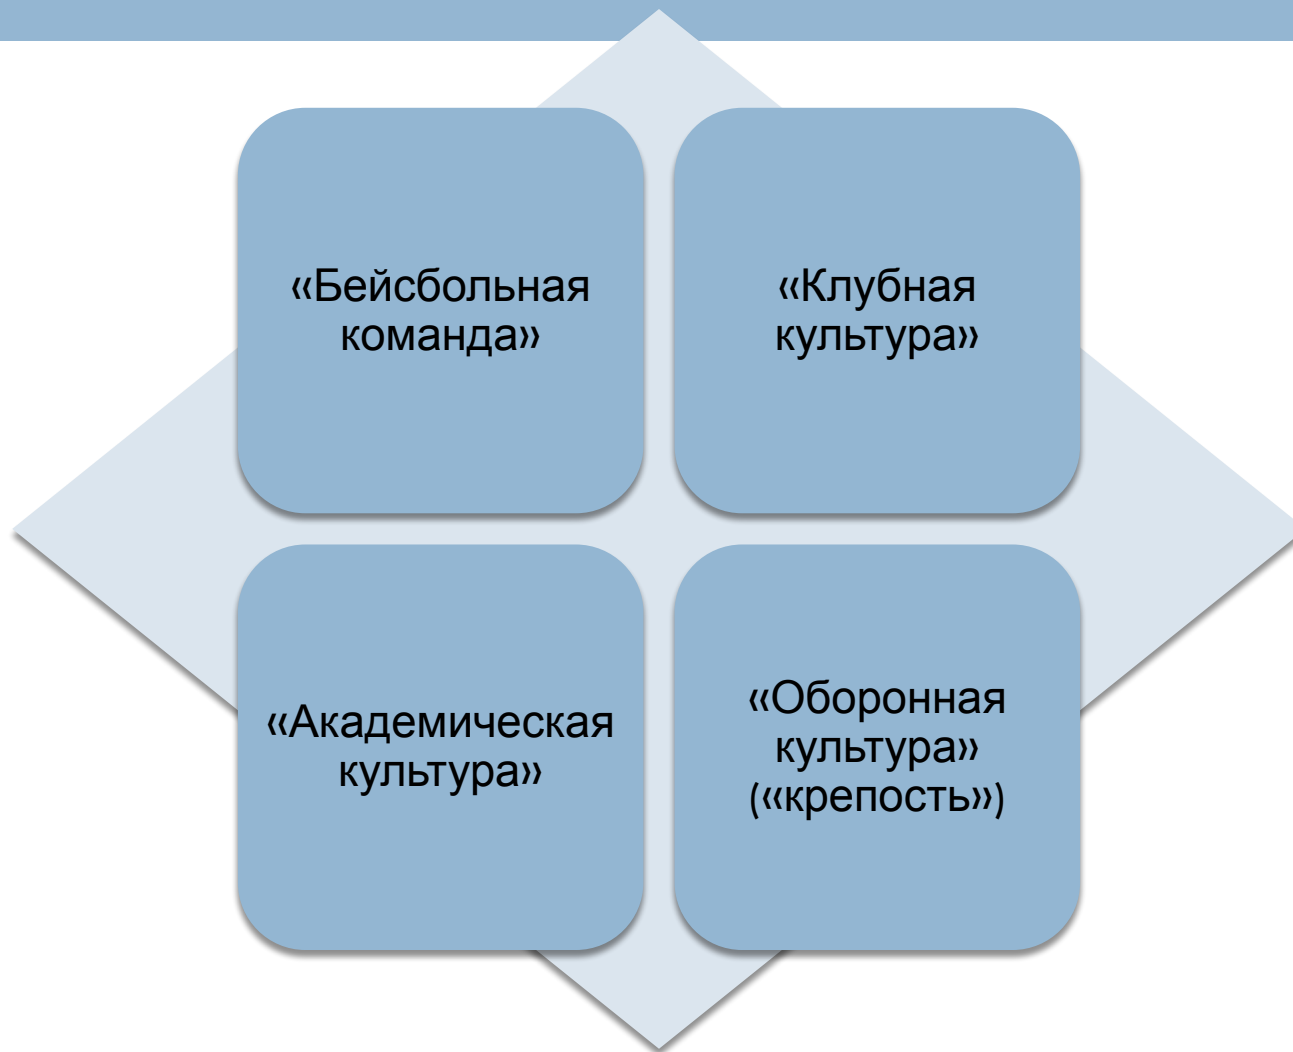 «Бейсбольная
команда»
«Клубная
культура»
«Академическая
культура»
«Оборонная
культура»
(«крепость»)